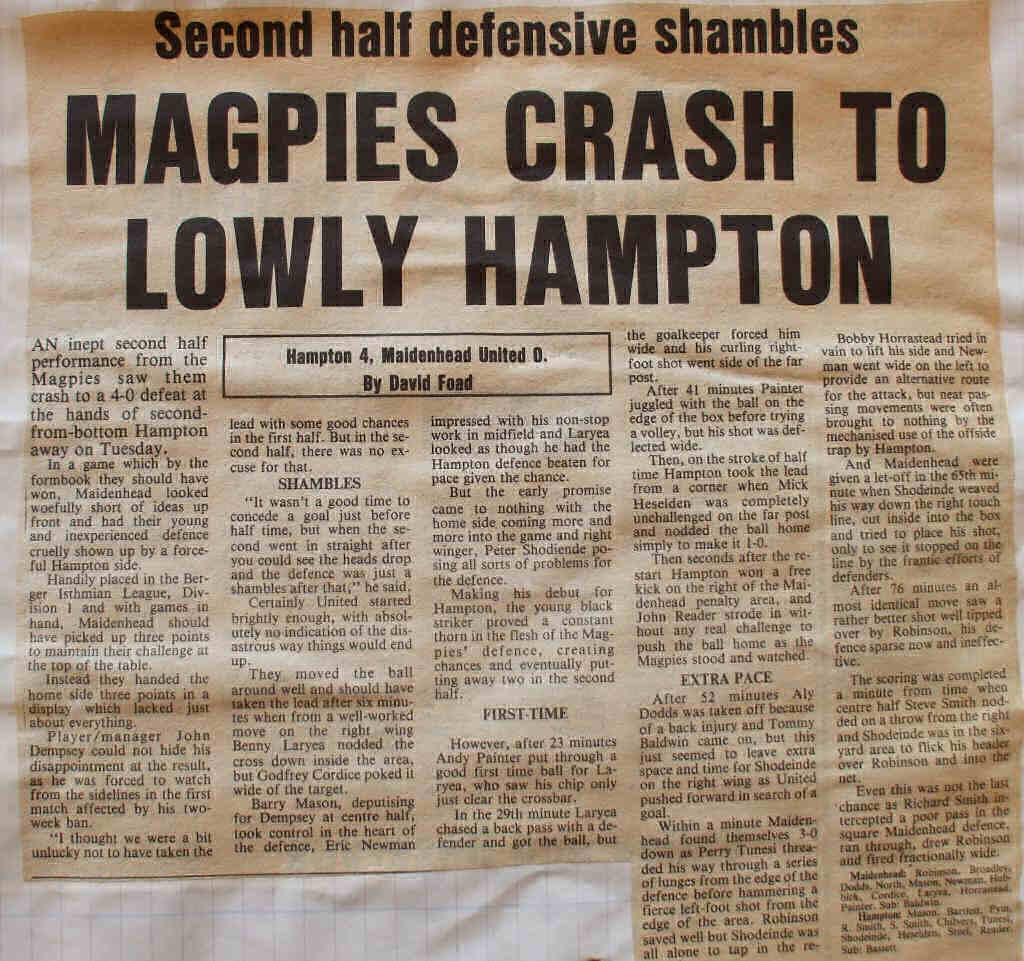 Second half defensive shambles
MAGPIES CRASH TO
LOWLY HAMPTON
Hampton 4, Maidenhead United 0.
By David Foad
AN inept second half
performance from the
Magpies saw them
crash to a 4-0 defeat at
the hands of second-
from-bottom Hampton
away on Tuesday.
In a game which by the
formbook they should have
won, Maidenhead looked
woefully short of ideas up
front and had their young
and inexperienced defence
cruelly shown up by a force-
ful Hampton side.
Handily placed in the Ber-
ger Isthmian League, Div-
ision 1 and with games in
hand, Maidenhead should
have picked up three points
to maintain their challenge at
the top of the table.
Instead they handed the
home side three points in a
display which lacked just
about everything.
Player/manager John
Dempsey could not hide his
disappointment at the result,
as he was forced to watch
from the sidelines in the first
match affected by his two-
week ban.
"I thought we were a bit
unlucky not to have taken the
lead with some good chances
in the first half. But in the se-
cond half, there was no ex-
cuse for that.
SHAMBLES
"It wasn't a good time to
concede a goal just before
half time, but when the se-
cond went in straight after
you could see the heads drop
and the defence was just a
shambles after that," he said.
Certainly United started
brightly enough, with absol-
utely no indication of the dis-
astrous way things would end
up.
They moved the ball
around well and should have
taken the lead after six minu-
tes when from a well-worked
move on the right wing
Benny Laryea nodded the
cross down inside the area,
but Godfrey Cordice poked it
wide of the target.
Barry Mason, deputising
for Dempsey at centre half,
took control in the heart of
the defence, Eric Newman
impressed with his non-stop
work in midfield and Laryea
looked as though he had the
Hampton defence beaten for
pace given the chance.
But the early promise
came to nothing with the
home side coming more and
more into the game and right
winger, Peter Shodiende po-
sing all sorts of problems for
the defence.
Making his debut for
Hampton, the young black
striker proved a constant
thorn in the flesh of the Mag-
pies' defence, creating
chances and eventually put-
ting away two in the second
half.
FIRST-TIME
However, after 23 minutes
Andy Painter put through a
good first time ball for La-
ryea, who saw his chip only
just clear the crossbar.
In the 29th minute Laryea
chased a back pass with a de-
fender and got the ball, but
the goalkeeper forced him
wide and his curling right-
foot shot went side of the far
post.
After 41 minutes Painter
juggled with the ball on the
edge of the box before trying
a volley, but his shot was def-
lected wide.
Then, on the stroke of half
time Hampton took the lead
from a corner when Mick
Heselden was completely
unchallenged on the far post
and nodded the ball home
simply to make it 1-0.
Then seconds after the re-
start Hampton won a free
kick on the right of the Mai-
denhead penalty area, and
John Reader strode in wit-
hout any real challenge to
push the ball home as the
Magpies stood and watched.
EXTRA PACE
After 52 minutes Aly
Dodds was taken off because
of a back injury and Tommy
Baldwin came on, but this
just seemed to leave extra
space and time for Shodeinde
on the right wing as United
pushed forward in search of a
goal.
Within a minute Maiden-
head found themselves 3-0
down as Perry Tunesi threa-
ded his way through a series
of lunges from the edge of the
defence before hammering a
fierce left-foot shot from the
edge of the area. Robinson
saved well but Shodeinde was
all alone to tap in the re-
Bobby Horrastead tried in
vain to lift his side and New-
man went wide on the left to
provide an alternative route
for the attack, but neat pas-
sing movements were often
brought to nothing by the
mechanised use of the offside
trap by Hampton.
And Maidenhead were
given a let-off in the 65th mi-
nute when Shodeinde weaved
his way down the right touch
line, cut inside into the box
and tried to place his shot,
only to see it stopped on the
line by the frantic efforts of
defenders.
After 76 minutes an al-
most identical move saw a
rather better shot well tipped
over by Robinson, his de-
fence sparse now and ineffec-
tive.
The scoring was completed
a minute from time when
centre half Steve Smith nod-
ded on a throw from the right
and Shodeinde was in the six-
yard area to flick his header
over Robinson and into the
net.
Even this was not the last
chance as Richard Smith in-
tercepted a poor pass in the
square Maidenhead defence,
ran through, drew Robinson
and fired fractionally wide.
Maidenhead: Robinson, Broadley,
Dodds, North, Mason, Newman, Hub-
bick, Cordice, Laryea, Horrastead,
Painter. Sub: Baldwin.
Hampton: Mason, Bartlett, Pym,
R. Smith, S. Smith, Chilvers, Tunesi,
Shodeinde, Heselden, Steel, Reader.
Sub: Bassett